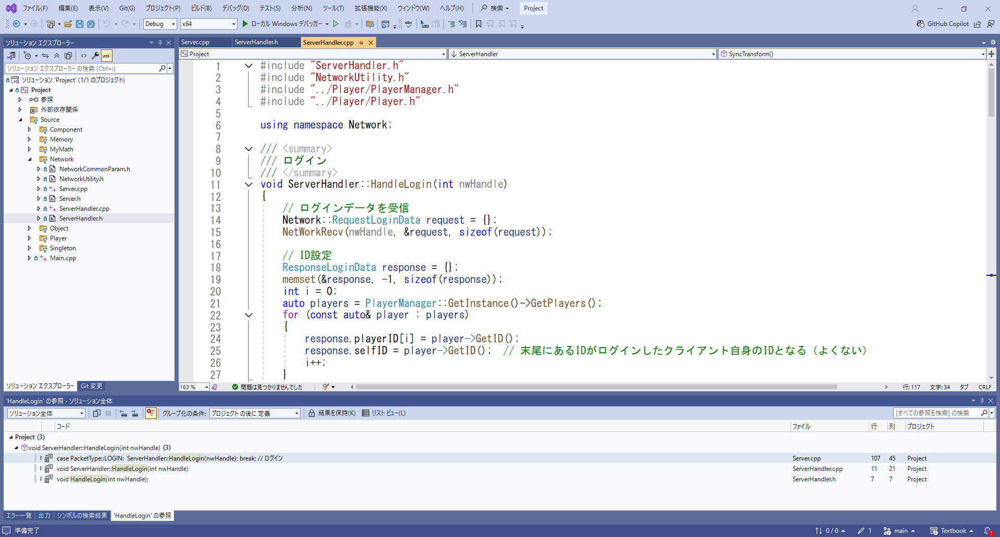 ファイル(F) 編集(E) 表示(V) Git(G) プロジェクト(P) ビルド(B) デバッグ(D) テスト(S) 分析(N) ツール(T) 拡張機能(X) ウィンドウ(W) ヘルプ(H) 検索 Project
Debug x64 ローカル Windows デバッガー GitHub Copilot
ソリューション エクスプローラー
ソリューション エクスプローラー の検索 (Ctrl+:)
ソリューション 'Project' (1/1 のプロジェクト)
Project
参照
外部依存関係
Source
Component
Memory
MyMath
Network
NetworkCommonParam.h
NetworkUtility.h
Server.cpp
Server.h
ServerHandler.cpp
ServerHandler.h
Object
Player
Singleton
Main.cpp
ソリューション エクスプローラー Git 変更
Server.cpp ServerHandler.h ServerHandler.cpp
Project ServerHandler SyncTransform()
1 #include "ServerHandler.h"
2 #include "NetworkUtility.h"
3 #include "../Player/PlayerManager.h"
4 #include "../Player/Player.h"
5
6 using namespace Network;
7
8 /// <summary>
9 /// ログイン
10 /// </summary>
11 void ServerHandler::HandleLogin(int nwHandle)
12 {
13 // ログインデータを受信
14 Network::RequestLoginData request = {};
15 NetWorkRecv(nwHandle, &request, sizeof(request));
16
17 // ID設定
18 ResponseLoginData response = {};
19 memset(&response, -1, sizeof(response));
20 int i = 0;
21 auto players = PlayerManager::GetInstance()->GetPlayers();
22 for (const auto& player : players)
23 {
24 response.playerID[i] = player->GetID();
25 response.selfID = player->GetID(); // 末尾にあるIDがログインしたクライアント自身のIDとなる（よくない）
26 i++;
27 }
163 % 問題は見つかりませんでした 行: 117 文字: 34 タブ CRLF
'HandleLogin' の参照 - ソリューション全体
ソリューション全体 グループ化の条件: プロジェクト の後に 定義 結果を保持(K) リスト ビュー(L) [すべての参照を検索] の検索
コード ファイル 行 列 プロジェクト
Project (3)
void ServerHandler::HandleLogin(int nwHandle) (3)
case PacketType::LOGIN: ServerHandler::HandleLogin(nwHandle); break; // ログイン Server.cpp 107 45 Project
void ServerHandler::HandleLogin(int nwHandle) ServerHandler.cpp 11 21 Project
void HandleLogin(int nwHandle); ServerHandler.h 7 7 Project
エラー一覧 出力 シンボルの検索結果 'HandleLogin' の参照
準備完了 0 / 0 1 main Textbook 1